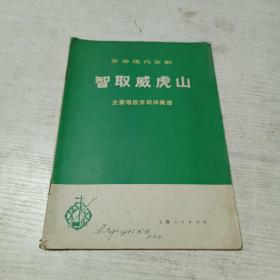 革命现代京剧
智取威虎山
主要唱段京胡伴奏谱
上海人民出版社